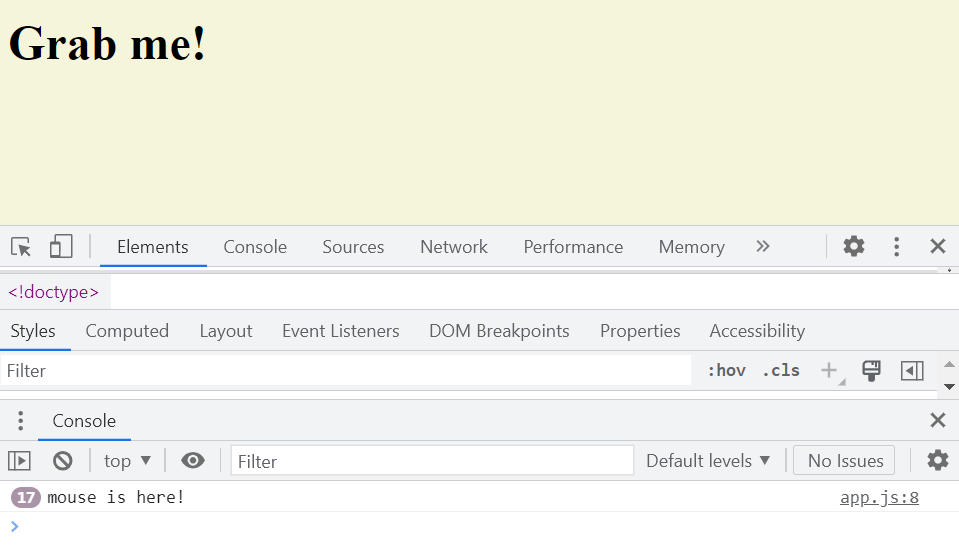 Grab me!
Elements Console Sources Network Performance Memory
<!doctype>
Styles Computed Layout Event Listeners DOM Breakpoints Properties Accessibility
Filter :hov .cls
Console
top Filter Default levels No Issues
17 mouse is here! app.js:8